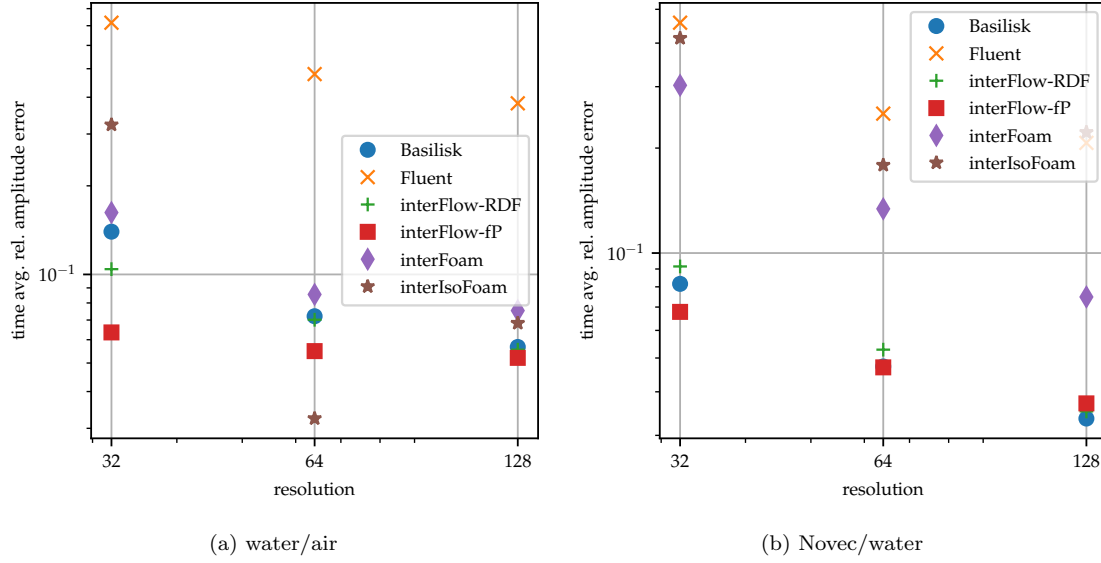 time avg. rel. amplitude error
10⁻¹
32
64
128
resolution
Basilisk
Fluent
interFlow-RDF
interFlow-fP
interFoam
interIsoFoam
(a) water/air
time avg. rel. amplitude error
10⁻¹
32
64
128
resolution
Basilisk
Fluent
interFlow-RDF
interFlow-fP
interFoam
interIsoFoam
(b) Novec/water